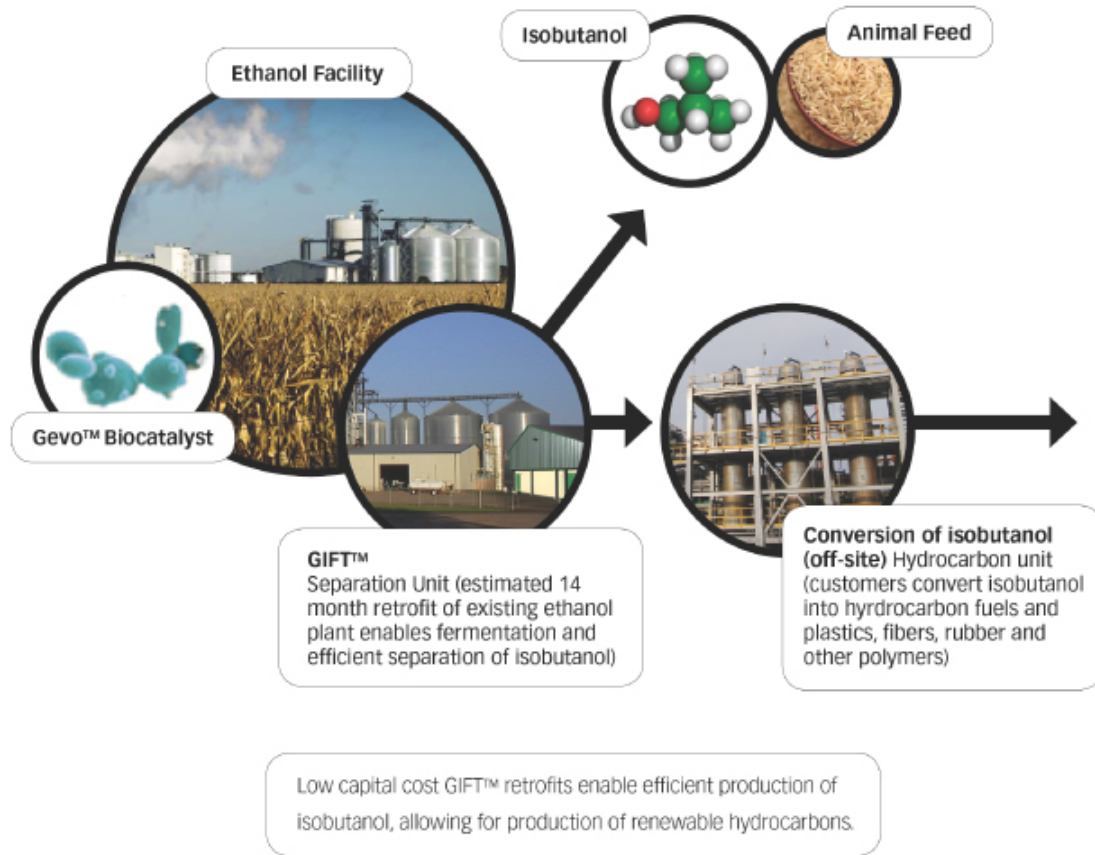 Isobutanol
Animal Feed
Ethanol Facility
Gevo™ Biocatalyst
GIFT™
Separation Unit (estimated 14
month retrofit of existing ethanol
plant enables fermentation and
efficient separation of isobutanol)
Conversion of isobutanol
(off-site) Hydrocarbon unit
(customers convert isobutanol
into hyrdrocarbon fuels and
plastics, fibers, rubber and
other polymers)
Low capital cost GIFT™ retrofits enable efficient production of
isobutanol, allowing for production of renewable hydrocarbons.